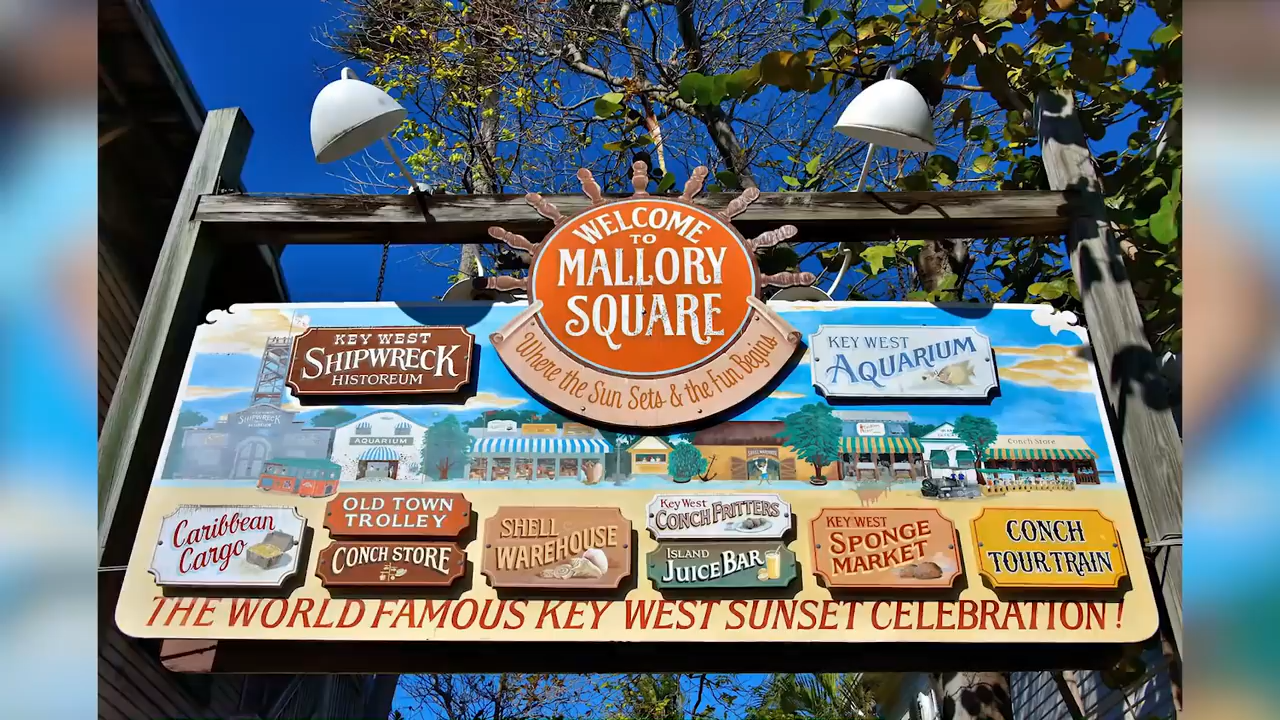 WELCOME
TO
MALLORY
SQUARE
Where the Sun Sets & the Fun Begins
KEY WEST
SHIPWRECK
HISTOREUM
KEY WEST
AQUARIUM
SHIPWRECK
AQUARIUM
Conch Store
Caribbean
Cargo
OLD TOWN
TROLLEY
CONCH STORE
SHELL
WAREHOUSE
KEY WEST
CONCH FRITTERS
ISLAND
JUICE BAR
KEY WEST
SPONGE
MARKET
CONCH
TOUR TRAIN
THE WORLD FAMOUS KEY WEST SUNSET CELEBRATION!